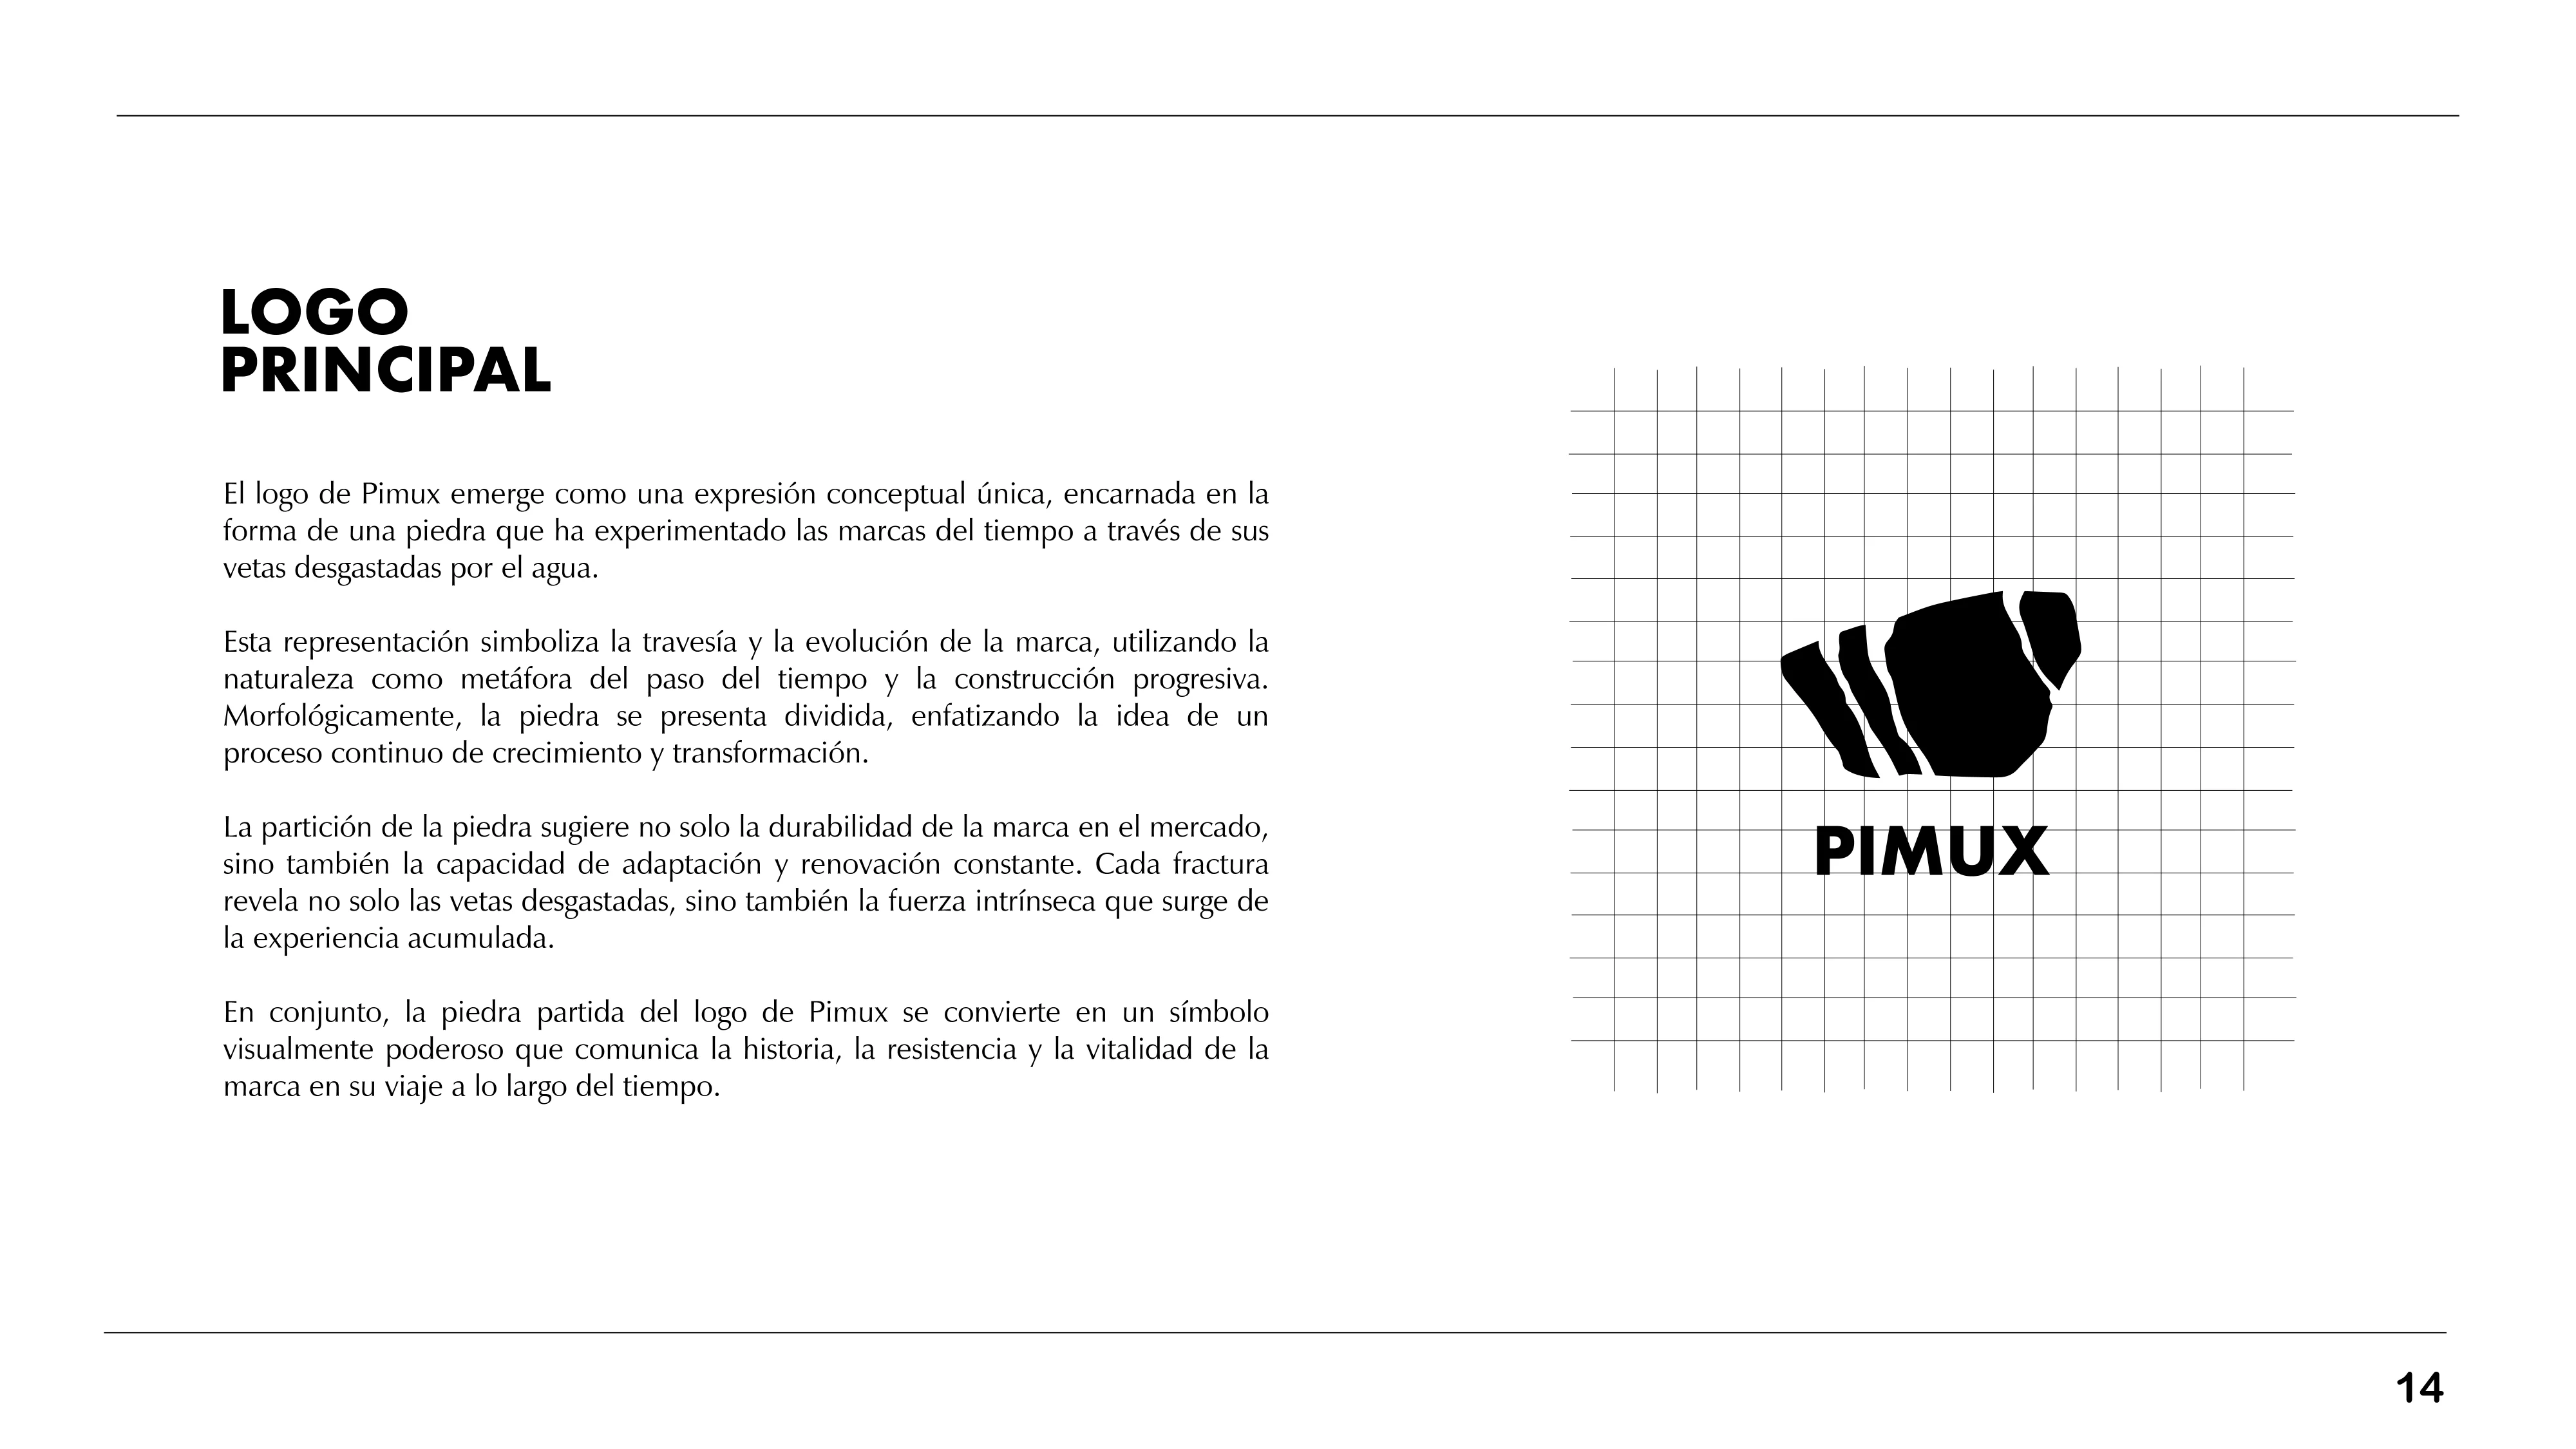 LOGO
PRINCIPAL
El logo de Pimux emerge como una expresión conceptual única, encarnada en la
forma de una piedra que ha experimentado las marcas del tiempo a través de sus
vetas desgastadas por el agua.
Esta representación simboliza la travesía y la evolución de la marca, utilizando la
naturaleza como metáfora del paso del tiempo y la construcción progresiva.
Morfológicamente, la piedra se presenta dividida, enfatizando la idea de un
proceso continuo de crecimiento y transformación.
La partición de la piedra sugiere no solo la durabilidad de la marca en el mercado,
sino también la capacidad de adaptación y renovación constante. Cada fractura
revela no solo las vetas desgastadas, sino también la fuerza intrínseca que surge de
la experiencia acumulada.
En conjunto, la piedra partida del logo de Pimux se convierte en un símbolo
visualmente poderoso que comunica la historia, la resistencia y la vitalidad de la
marca en su viaje a lo largo del tiempo.
PIMUX
14